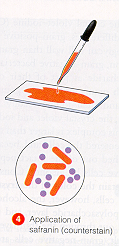 4 Application of
safranin (counterstain)